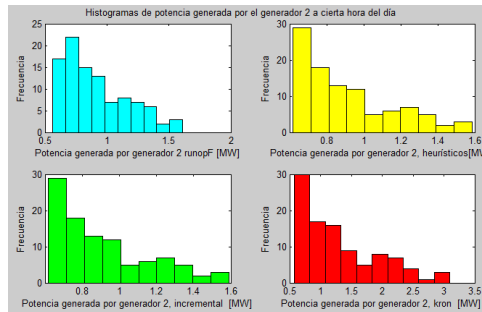 Histogramas de potencia generada por el generador 2 a cierta hora del día
25
20
15
10
5
0
Frecuencia
0.5 1 1.5 2
Potencia generada por generador 2 runopF [MW]
30
20
10
0
Frecuencia
0.8 1 1.2 1.4 1.6
Potencia generada por generador 2, heurísticos[MW]
30
20
10
0
Frecuencia
0.8 1 1.2 1.4 1.6
Potencia generada por generador 2, incremental [MW]
30
20
10
0
Frecuencia
0.5 1 1.5 2 2.5 3 3.5
Potencia generada por generador 2, kron [MW]